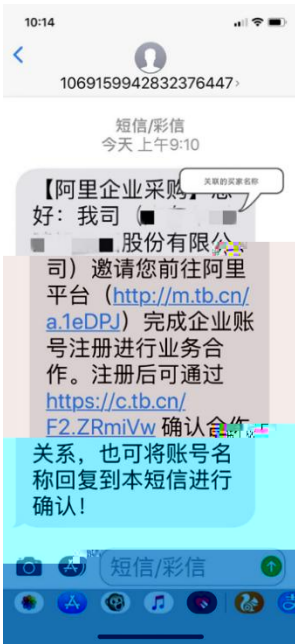 10:14
1069159942832376447
短信/彩信
今天 上午9:10
关联的买家名称
【阿里企业采购】
好：我司（
股份有限公
司）邀请您前往阿里
平台（http://m.tb.cn/
a.1eDPJ）完成企业账
号注册进行业务合
作。注册后可通过
https://c.tb.cn/
F2.ZRmiVw 确认合作
关系，也可将账号名
称回复到本短信进行
确认！
短信/彩信